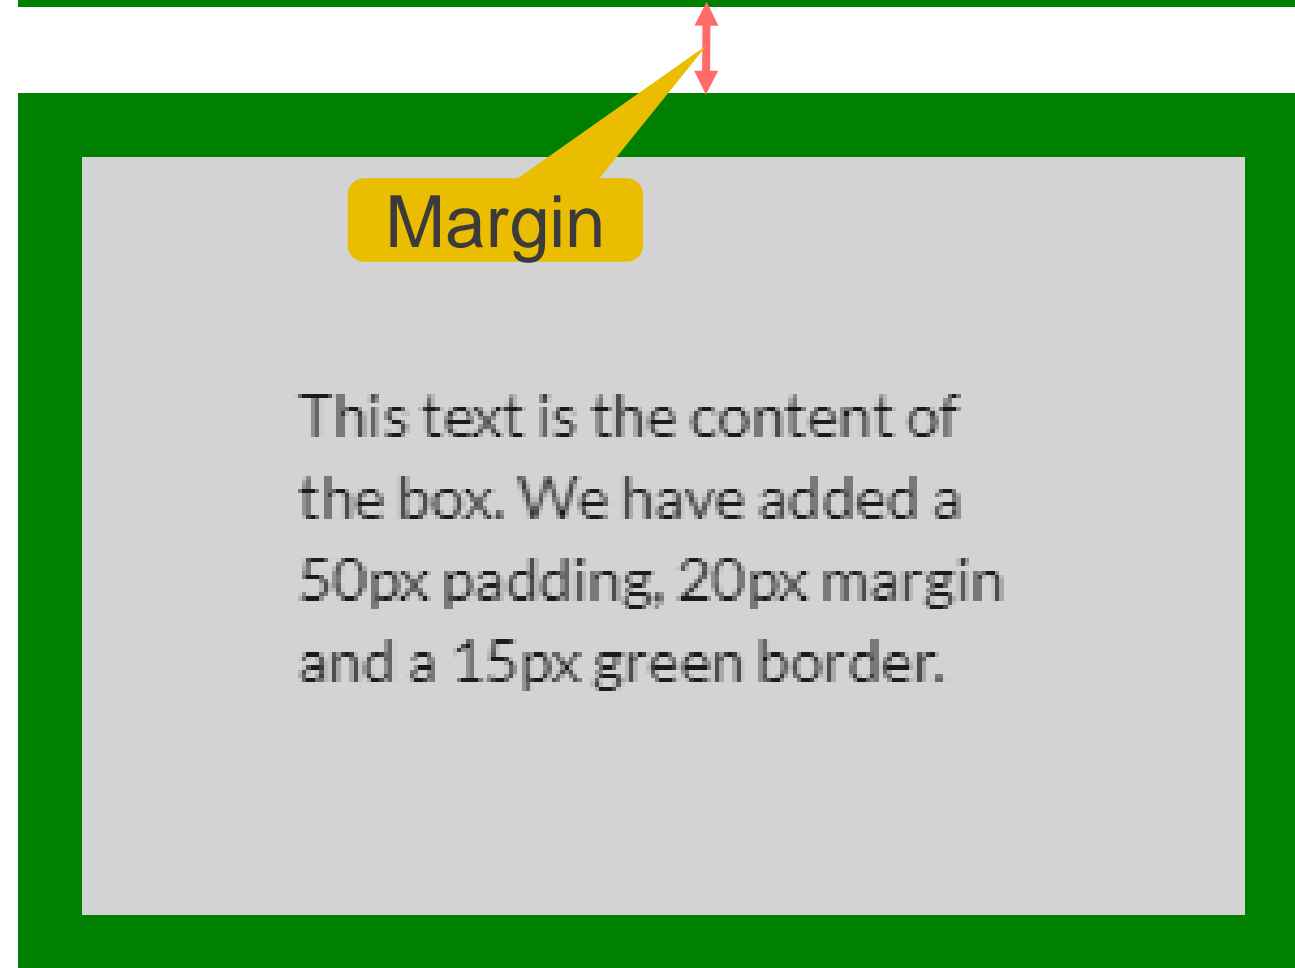 Margin
This text is the content of
the box. We have added a
50px padding, 20px margin
and a 15px green border.